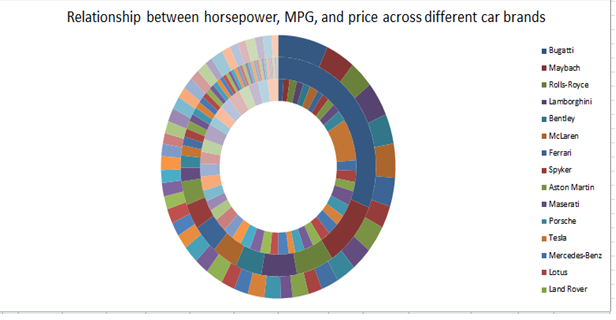 Relationship between horsepower, MPG, and price across different car brands
Bugatti
Maybach
Rolls-Royce
Lamborghini
Bentley
McLaren
Ferrari
Spyker
Aston Martin
Maserati
Porsche
Tesla
Mercedes-Benz
Lotus
Land Rover